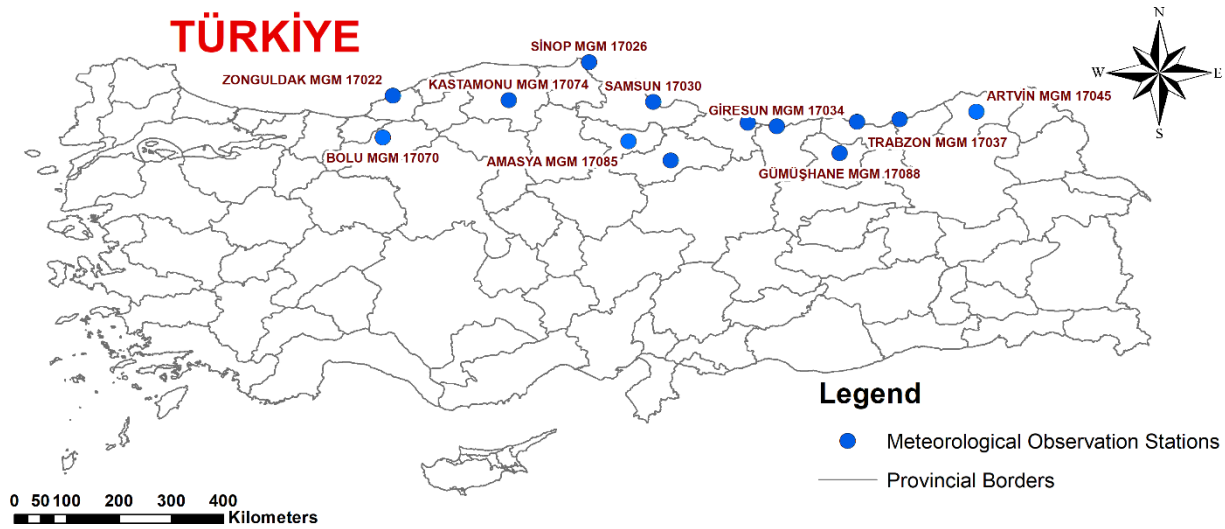 TÜRKİYE
N
W
E
S
SİNOP MGM 17026
ZONGULDAK MGM 17022
KASTAMONU MGM 17074
SAMSUN 17030
GİRESUN MGM 17034
ARTVİN MGM 17045
BOLU MGM 17070
AMASYA MGM 17085
TRABZON MGM 17037
GÜMÜŞHANE MGM 17088
Legend
Meteorological Observation Stations
Provincial Borders
0 50 100 200 300 400
Kilometers